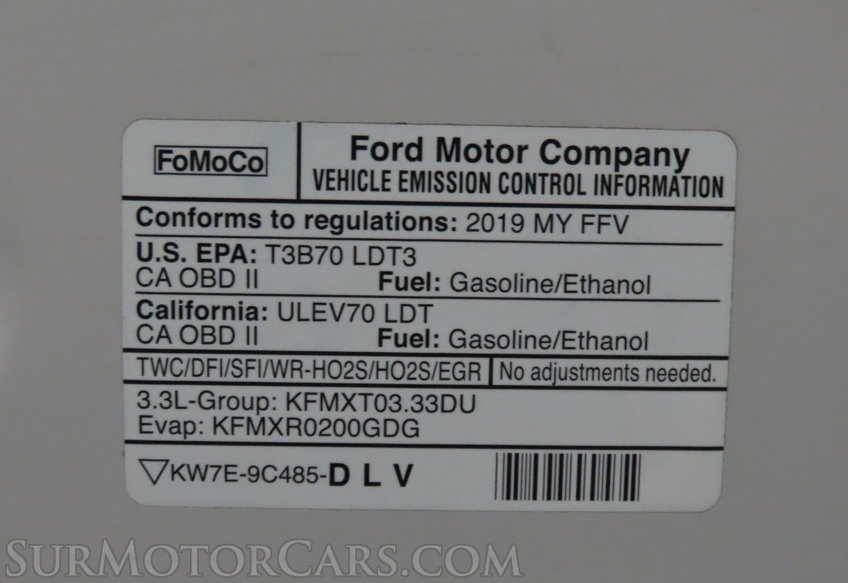 FoMoCo
Ford Motor Company
VEHICLE EMISSION CONTROL INFORMATION
Conforms to regulations: 2019 MY FFV
U.S. EPA: T3B70 LDT3
CA OBD II Fuel: Gasoline/Ethanol
California: ULEV70 LDT
CA OBD II Fuel: Gasoline/Ethanol
TWC/DFI/SFI/WR-HO2S/HO2S/EGR No adjustments needed.
3.3L-Group: KFMXT03.33DU
Evap: KFMXR0200GDG
KW7E-9C485-D L V
SURMOTORCARS.COM